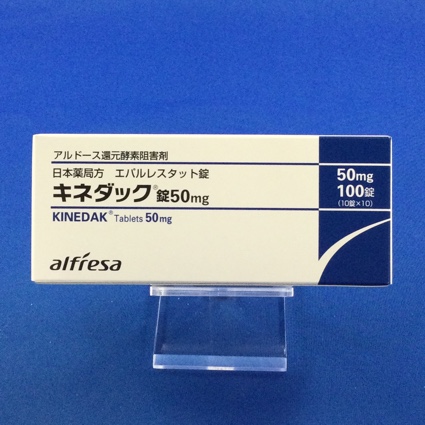 アルドース還元酵素阻害剤
日本薬局方 エパルレスタット錠
キネダック®錠50mg
KINEDAK® Tablets 50mg
alfresa
50mg
100錠
(10錠×10)